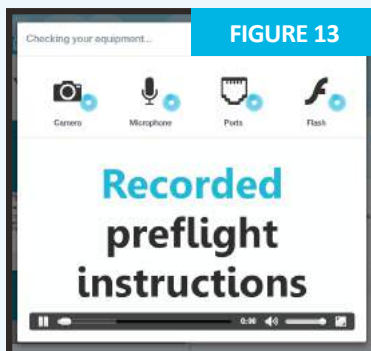 Checking your equipment...
FIGURE 13
Camera
Microphone
Ports
Flash
Recorded
preflight
instructions
0:00